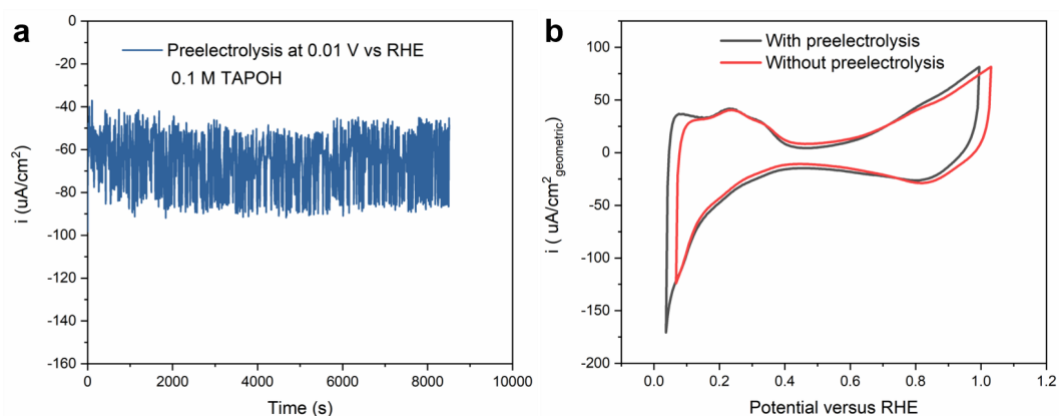 a
Preelectrolysis at 0.01 V vs RHE
0.1 M TAPOH
0
-20
-40
-60
-80
-100
-120
-140
-160
i (uA/cm²)
0
2000
4000
6000
8000
10000
Time (s)
b
With preelectrolysis
Without preelectrolysis
100
50
0
-50
-100
-150
-200
i ( uA/cm²geometric)
0.0
0.2
0.4
0.6
0.8
1.0
1.2
Potential versus RHE